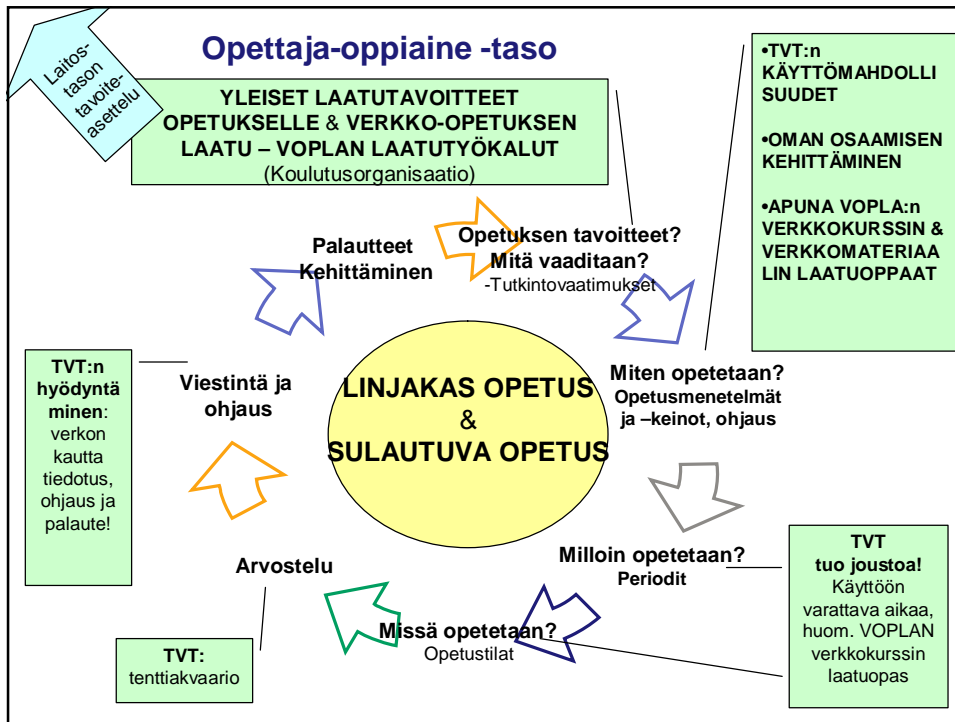 Opettaja-oppiaine -taso
Laitos-
tason
tavoite-
asettelu
YLEISET LAATUTAVOITTEET
OPETUKSELLE & VERKKO-OPETUKSEN
LAATU – VOPLAN LAATUTYÖKALUT
(Koulutusorganisaatio)
•TVT:n
KÄYTTÖMAHDOLLI
SUUDET
•OMAN OSAAMISEN
KEHITTÄMINEN
•APUNA VOPLA:n
VERKKOKURSSIN &
VERKKOMATERIAA
LIN LAATUOPPAAT
Palautteet
Kehittäminen
Opetuksen tavoitteet?
Mitä vaaditaan?
-Tutkintovaatimukset
TVT:n
hyödyntä
minen:
verkon
kautta
tiedotus,
ohjaus ja
palaute!
Viestintä ja
ohjaus
LINJAKAS OPETUS
&
SULAUTUVA OPETUS
Miten opetetaan?
Opetusmenetelmät
ja –keinot, ohjaus
Arvostelu
Milloin opetetaan?
Periodit
TVT
tuo joustoa!
Käyttöön
varattava aikaa,
huom. VOPLAN
verkkokurssin
laatuopas
Missä opetetaan?
Opetustilat
TVT:
tenttiakvaario